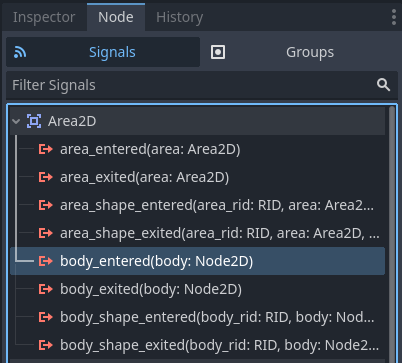 Inspector Node History
Signals Groups
Filter Signals
Area2D
area_entered(area: Area2D)
area_exited(area: Area2D)
area_shape_entered(area_rid: RID, area: Area2...
area_shape_exited(area_rid: RID, area: Area2D, ...
body_entered(body: Node2D)
body_exited(body: Node2D)
body_shape_entered(body_rid: RID, body: Nod...
body_shape_exited(body_rid: RID, body: Node2...